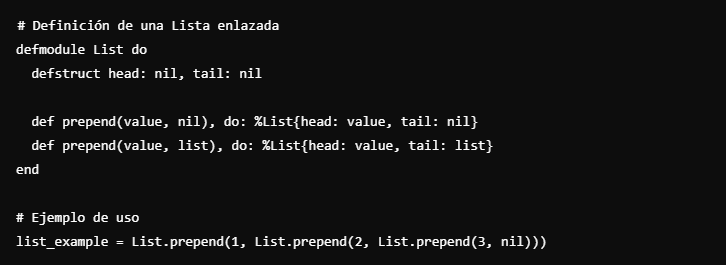 # Definición de una Lista enlazada
defmodule List do
  defstruct head: nil, tail: nil

  def prepend(value, nil), do: %List{head: value, tail: nil}
  def prepend(value, list), do: %List{head: value, tail: list}
end

# Ejemplo de uso
list_example = List.prepend(1, List.prepend(2, List.prepend(3, nil)))